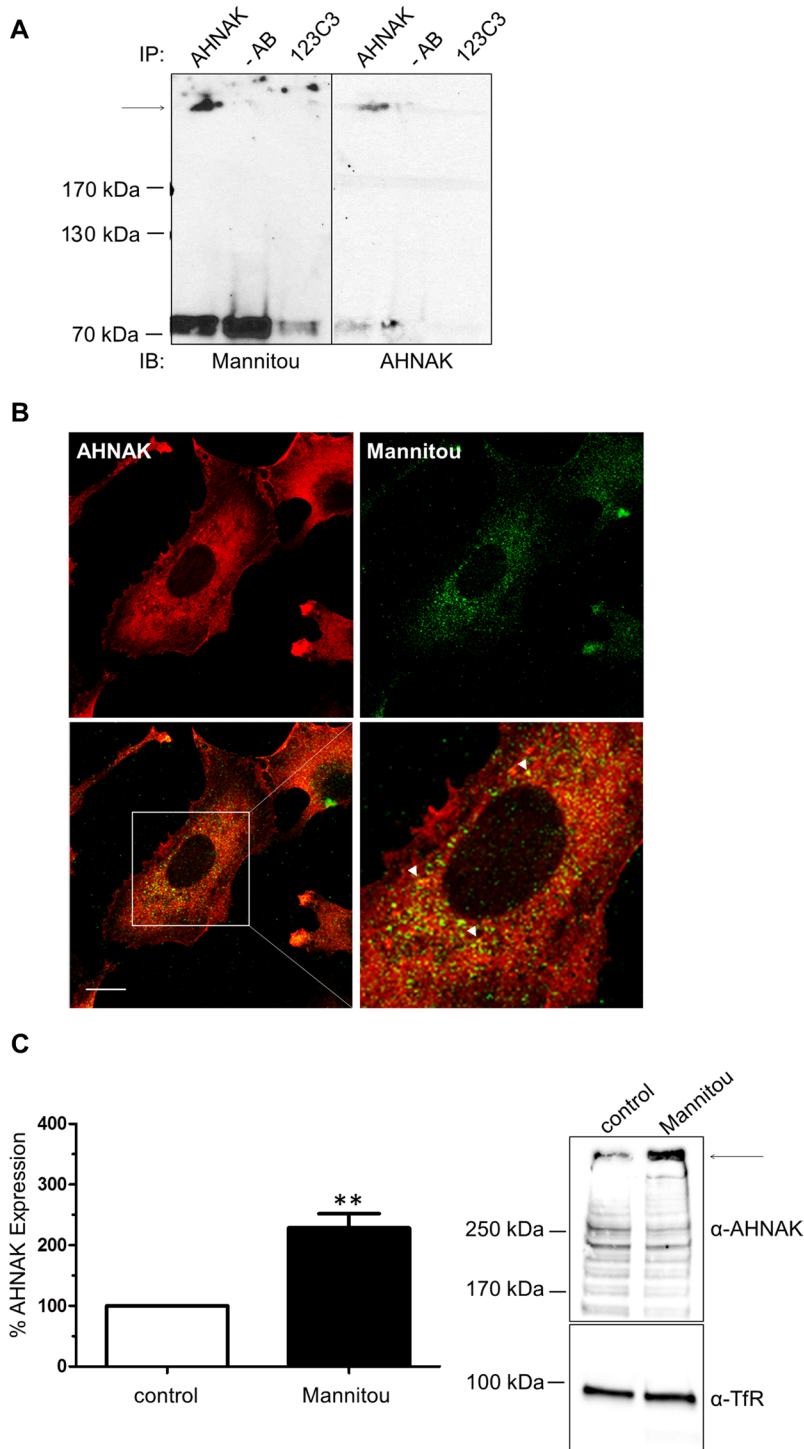 A
IP: AHNAK - AB 123C3 AHNAK - AB 123C3
170 kDa
130 kDa
70 kDa
IB: Mannitou AHNAK
B
AHNAK Mannitou
C
% AHNAK Expression
400
300
250
200
100
0
** 
control Mannitou
control Mannitou
250 kDa
α-AHNAK
170 kDa
100 kDa
α-TfR